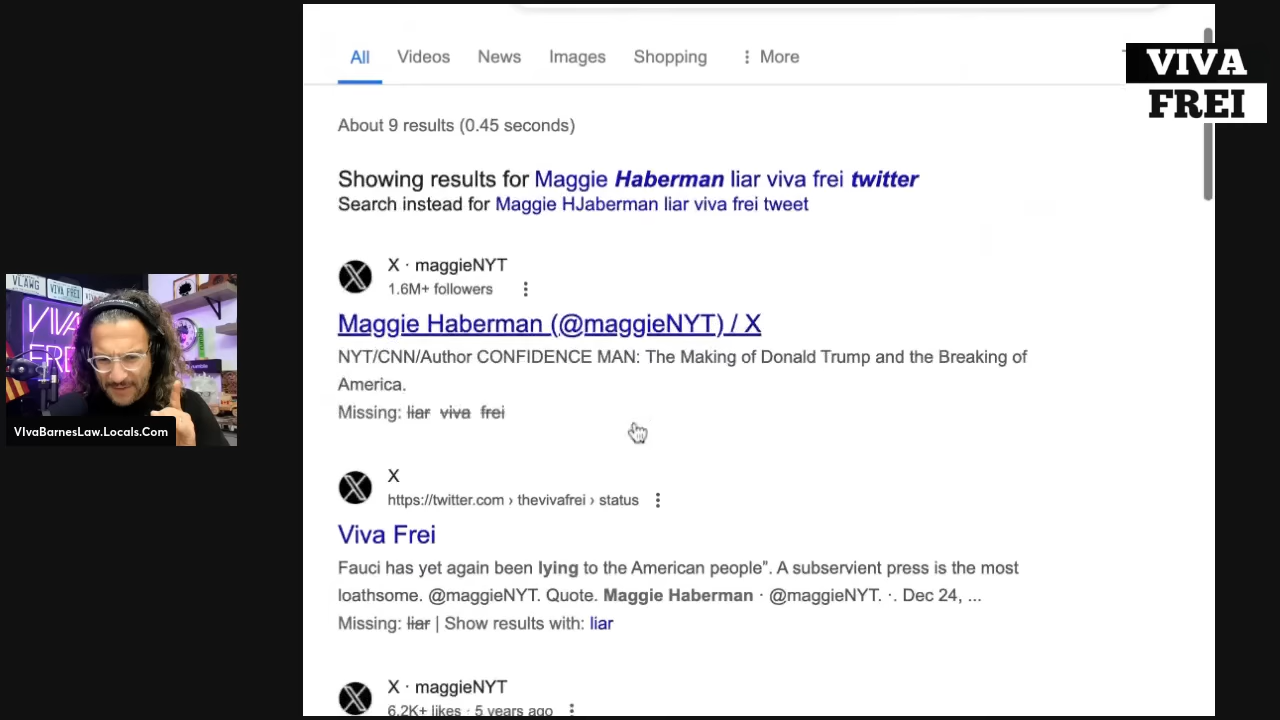 All Videos News Images Shopping More
VIVA
FREI
About 9 results (0.45 seconds)
Showing results for Maggie Haberman liar viva frei twitter
Search instead for Maggie HJaberman liar viva frei tweet
X · maggieNYT
1.6M+ followers
Maggie Haberman (@maggieNYT) / X
NYT/CNN/Author CONFIDENCE MAN: The Making of Donald Trump and the Breaking of
America.
Missing: liar viva frei
X
https://twitter.com › thevivafrei › status
Viva Frei
Fauci has yet again been lying to the American people”. A subservient press is the most
loathsome. @maggieNYT. Quote. Maggie Haberman · @maggieNYT. ·. Dec 24, ...
Missing: liar | Show results with: liar
X · maggieNYT
6.2K+ likes · 5 years ago
VLAWG
VIVA FREI
VIVA
FRE
VIvaBarnesLaw.Locals.Com